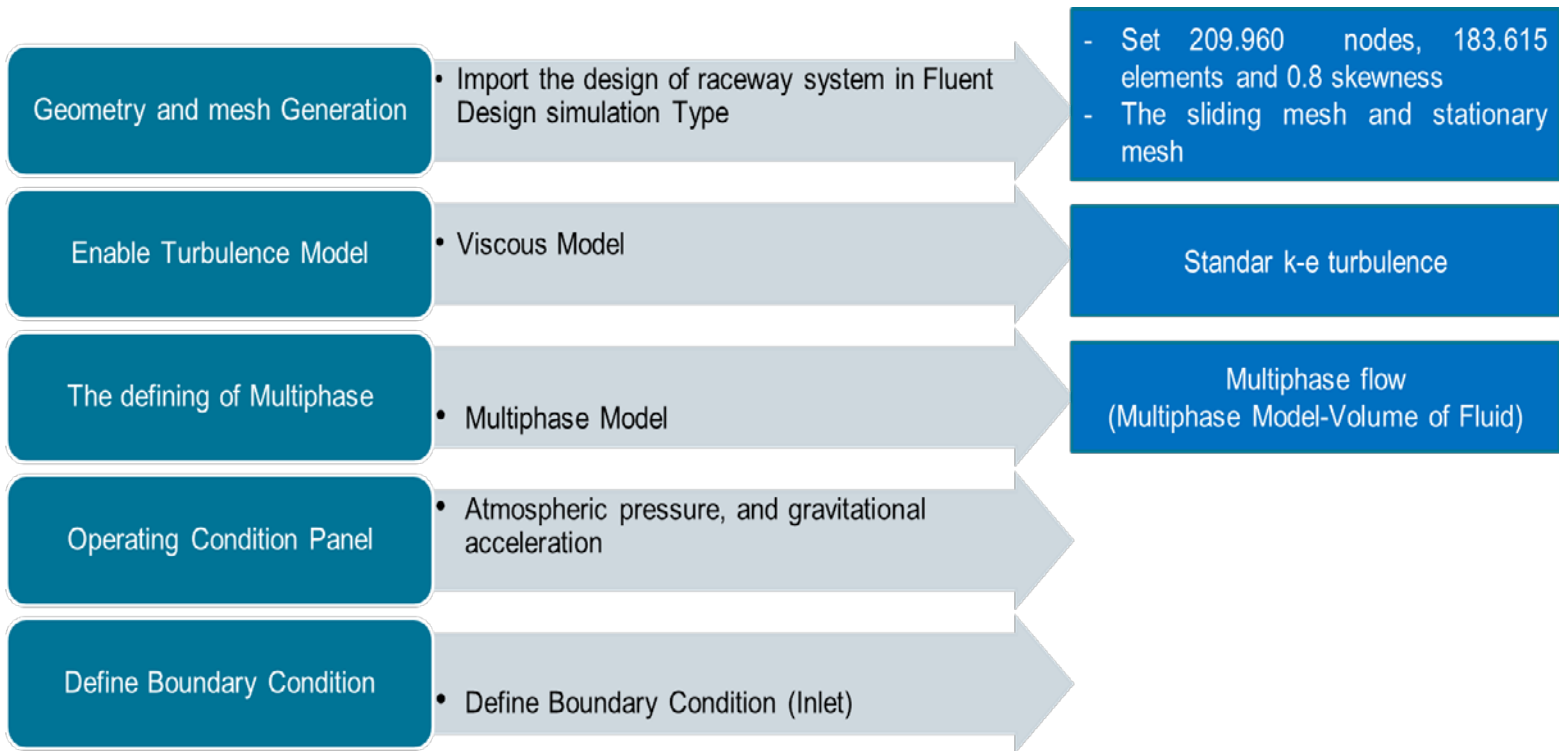 Geometry and mesh Generation
• Import the design of raceway system in Fluent
Design simulation Type
- Set 209.960 nodes, 183.615
elements and 0.8 skewness
- The sliding mesh and stationary
mesh
Enable Turbulence Model
• Viscous Model
Standar k-e turbulence
The defining of Multiphase
• Multiphase Model
Multiphase flow
(Multiphase Model-Volume of Fluid)
Operating Condition Panel
• Atmospheric pressure, and gravitational
acceleration
Define Boundary Condition
• Define Boundary Condition (Inlet)